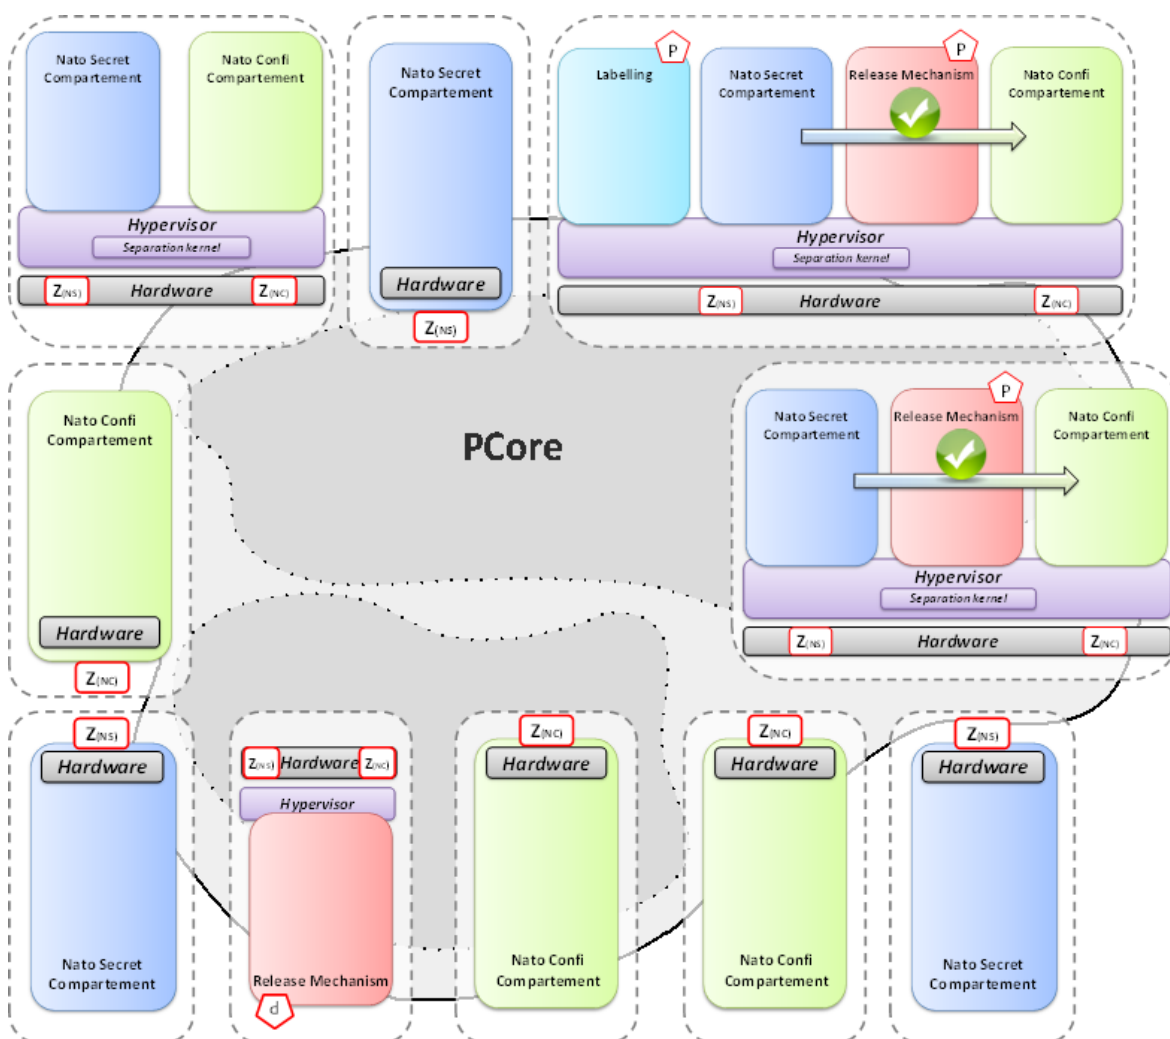 Nato Secret
Compartement
Nato Confi
Compartement
Hypervisor
Separation kernel
Z(NS)
Hardware
Z(NC)
Nato Secret
Compartement
Hardware
Z(NS)
Labelling
P
Nato Secret
Compartement
Release Mechanism
P
Nato Confi
Compartement
Hypervisor
Separation kernel
Z(NS)
Hardware
Z(NC)
Nato Confi
Compartement
Hardware
Z(NC)
PCore
Nato Secret
Compartement
Release Mechanism
P
Nato Confi
Compartement
Hypervisor
Separation kernel
Z(NS)
Hardware
Z(NC)
Z(NS)
Hardware
Nato Secret
Compartement
Z(NS)
Hardware
Z(NC)
Hypervisor
Release Mechanism
d
Z(NC)
Hardware
Nato Confi
Compartement
Z(NC)
Hardware
Nato Confi
Compartement
Z(NS)
Hardware
Nato Secret
Compartement